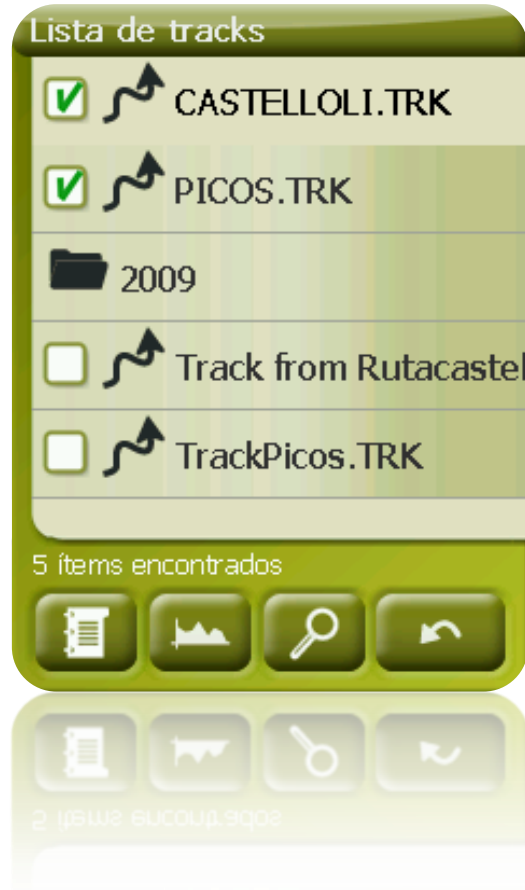 Lista de tracks
CASTELLOLI.TRK
PICOS.TRK
2009
Track from Rutacastel
TrackPicos.TRK
5 ítems encontrados